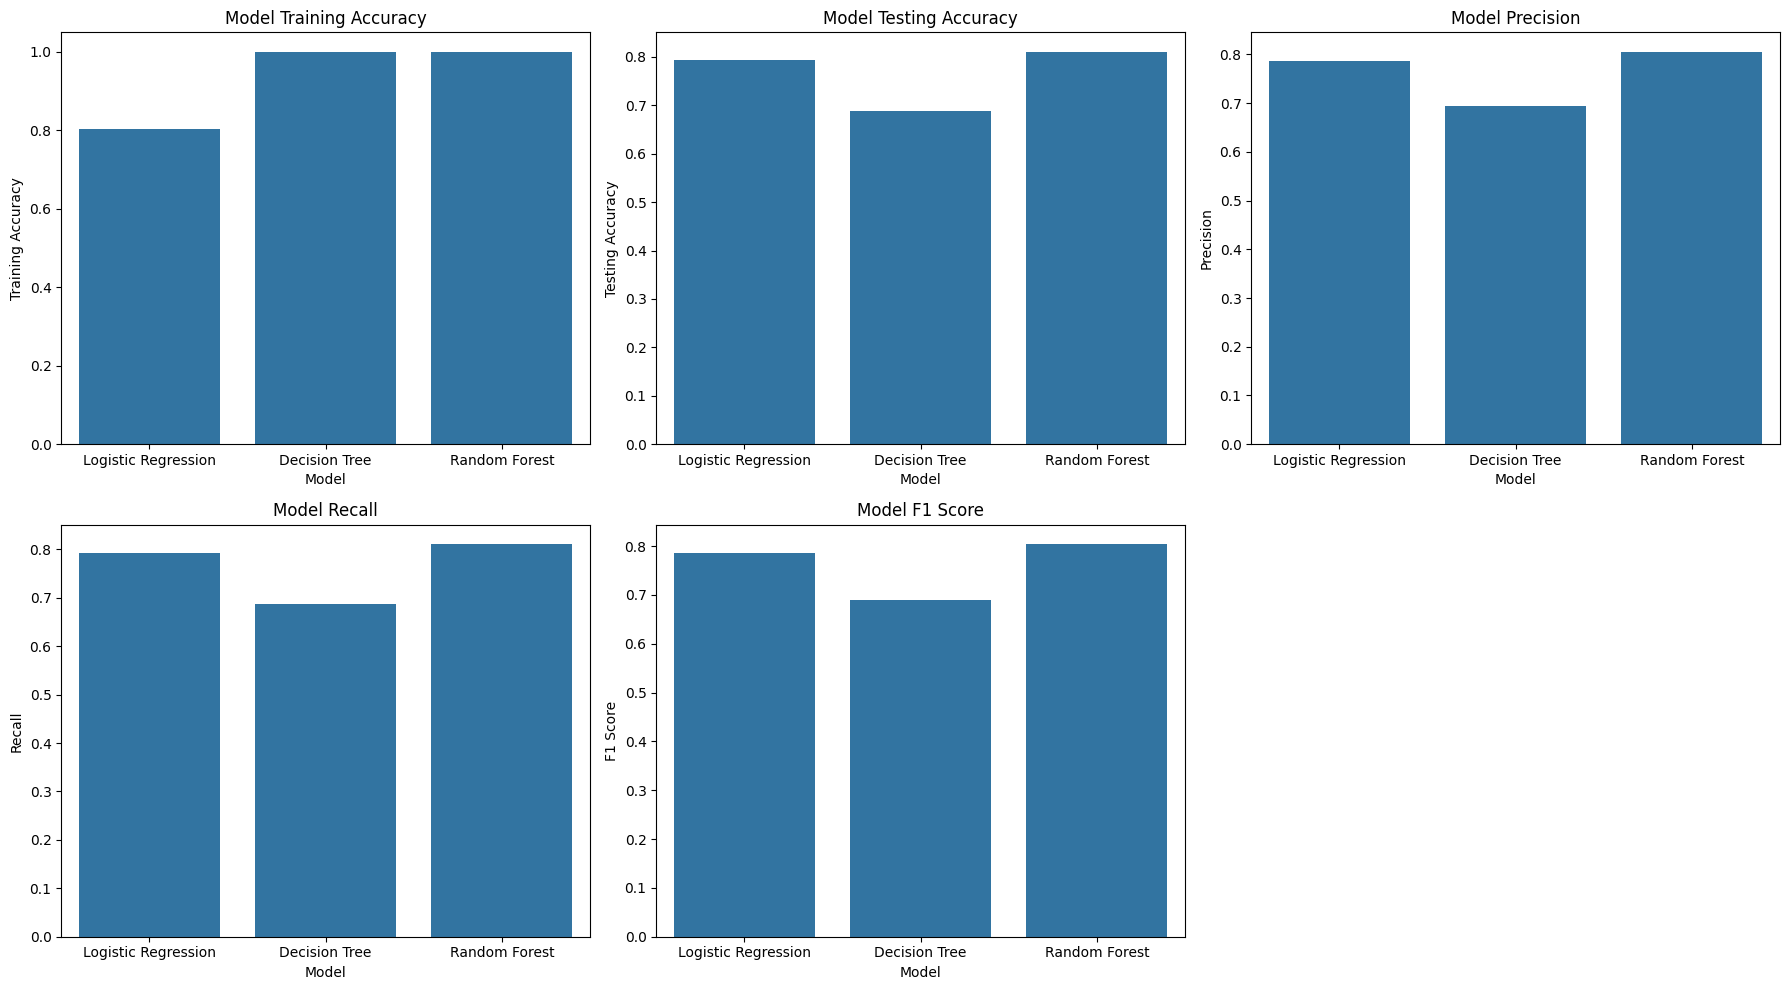 Model Training Accuracy
Training Accuracy
1.0
0.8
0.6
0.4
0.2
0.0
Logistic Regression Decision Tree Random Forest
Model
Model Testing Accuracy
Testing Accuracy
0.8
0.7
0.6
0.5
0.4
0.3
0.2
0.1
0.0
Logistic Regression Decision Tree Random Forest
Model
Model Precision
Precision
0.8
0.7
0.6
0.5
0.4
0.3
0.2
0.1
0.0
Logistic Regression Decision Tree Random Forest
Model
Model Recall
Recall
0.8
0.7
0.6
0.5
0.4
0.3
0.2
0.1
0.0
Logistic Regression Decision Tree Random Forest
Model
Model F1 Score
F1 Score
0.8
0.7
0.6
0.5
0.4
0.3
0.2
0.1
0.0
Logistic Regression Decision Tree Random Forest
Model